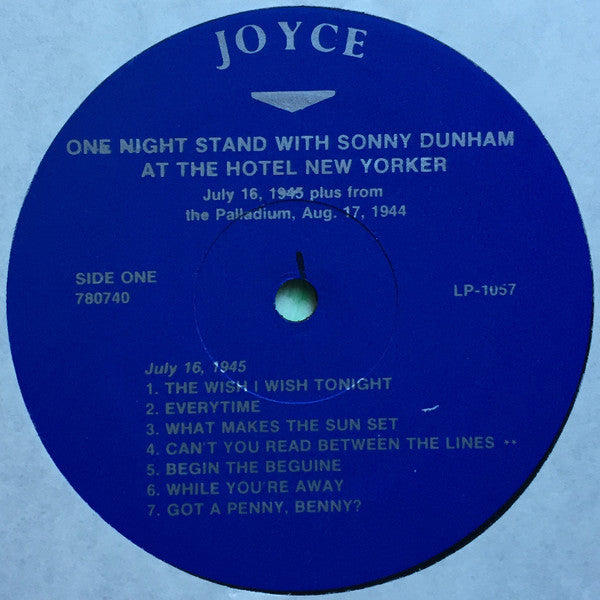 JOYCE
ONE NIGHT STAND WITH SONNY DUNHAM
AT THE HOTEL NEW YORKER
July 16, 1945 plus from
the Palladium, Aug. 17, 1944
SIDE ONE
780740
LP-1057
July 16, 1945
1. THE WISH I WISH TONIGHT
2. EVERYTIME
3. WHAT MAKES THE SUN SET
4. CAN'T YOU READ BETWEEN THE LINES **
5. BEGIN THE BEGUINE
6. WHILE YOU'RE AWAY
7. GOT A PENNY, BENNY?